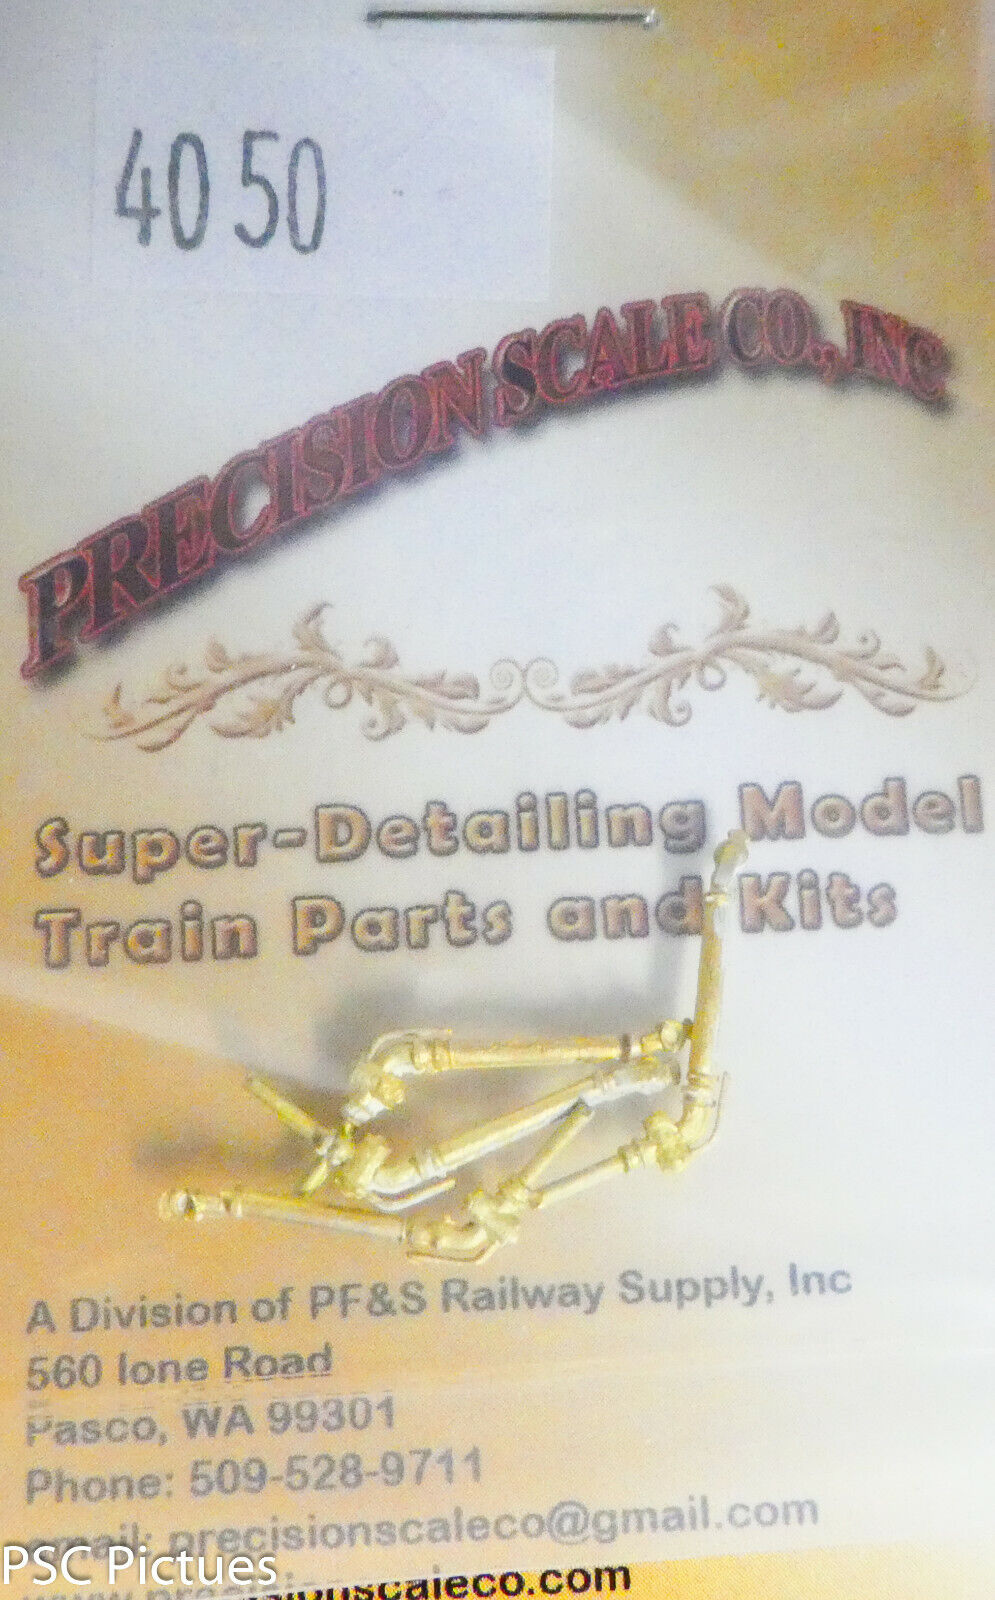 4050
PRECISION SCALE CO., INC
Super-Detailing Model
Train Parts and Kits
A Division of PF&S Railway Supply, Inc
560 Ione Road
Pasco, WA 99301
Phone: 509-528-9711
email: precisionscaleco@gmail.com
PSC Pictues